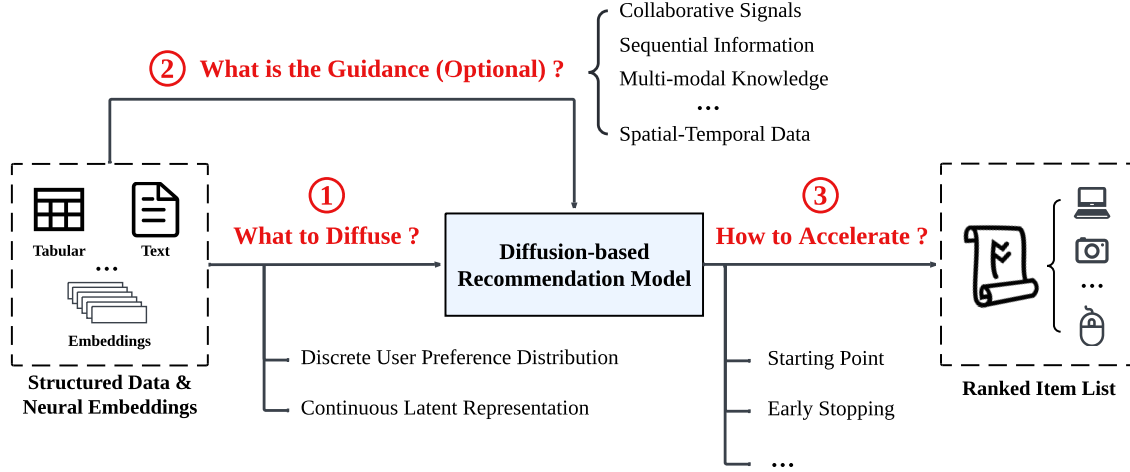 Collaborative Signals
② What is the Guidance (Optional) ?
Sequential Information
Multi-modal Knowledge
...
Spatial-Temporal Data
Tabular
Text
...
Embeddings
Structured Data &
Neural Embeddings
①
What to Diffuse ?
Discrete User Preference Distribution
Continuous Latent Representation
Diffusion-based
Recommendation Model
③
How to Accelerate ?
Starting Point
Early Stopping
...
...
Ranked Item List